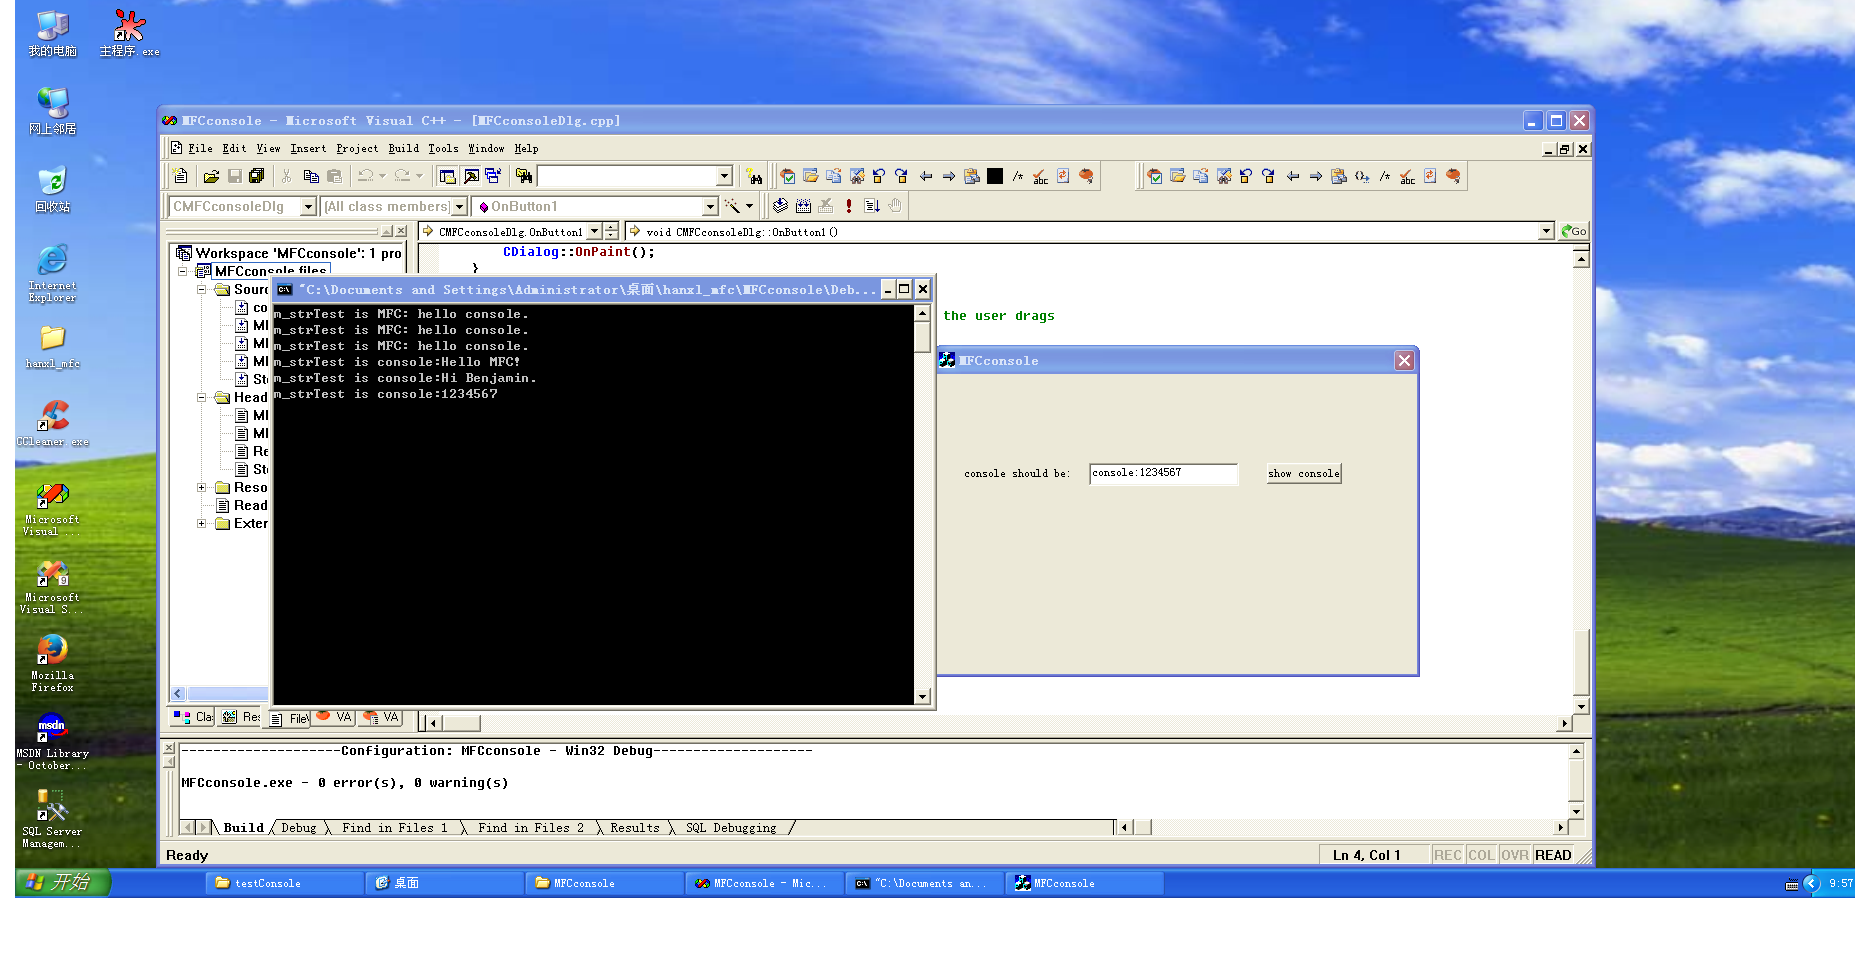 我的电脑
主程序.exe
网上邻居
回收站
Internet
Explorer
hanxl_mfc
CCleaner.exe
Microsoft
Visual ...
Microsoft
Visual S...
Mozilla
Firefox
msdn
MSDN Library
- October...
SQL Server
Managem...
MFCconsole - Microsoft Visual C++ - [MFCconsoleDlg.cpp]
File Edit View Insert Project Build Tools Window Help
CMFCconsoleDlg
(All class members)
OnButton1
CMFCconsoleDlg.OnButton1
void CMFCconsoleDlg::OnButton1()
Go
Workspace 'MFCconsole': 1 pro
MFCconsole files
Sour
co
MI
MI
MI
St
Head
MI
MI
Re
St
Reso
Read
Exter
Cla
Re
File
VA
VA
CDialog::OnPaint();
}
the user drags
"C:\Documents and Settings\Administrator\桌面\hanxl_mfc\MFCconsole\Deb...
m_strTest is MFC: hello console.
m_strTest is MFC: hello console.
m_strTest is MFC: hello console.
m_strTest is console:Hello MFC!
m_strTest is console:Hi Benjamin.
m_strTest is console:1234567
MFCconsole
console should be:
console:1234567
show console
--------------------Configuration: MFCconsole - Win32 Debug--------------------
MFCconsole.exe - 0 error(s), 0 warning(s)
Build Debug Find in Files 1 Find in Files 2 Results SQL Debugging
Ready
Ln 4, Col 1
REC COL OVR READ
开始
testConsole
桌面
MFCconsole
MFCconsole - Mic...
"C:\Documents an...
MFCconsole
9:57